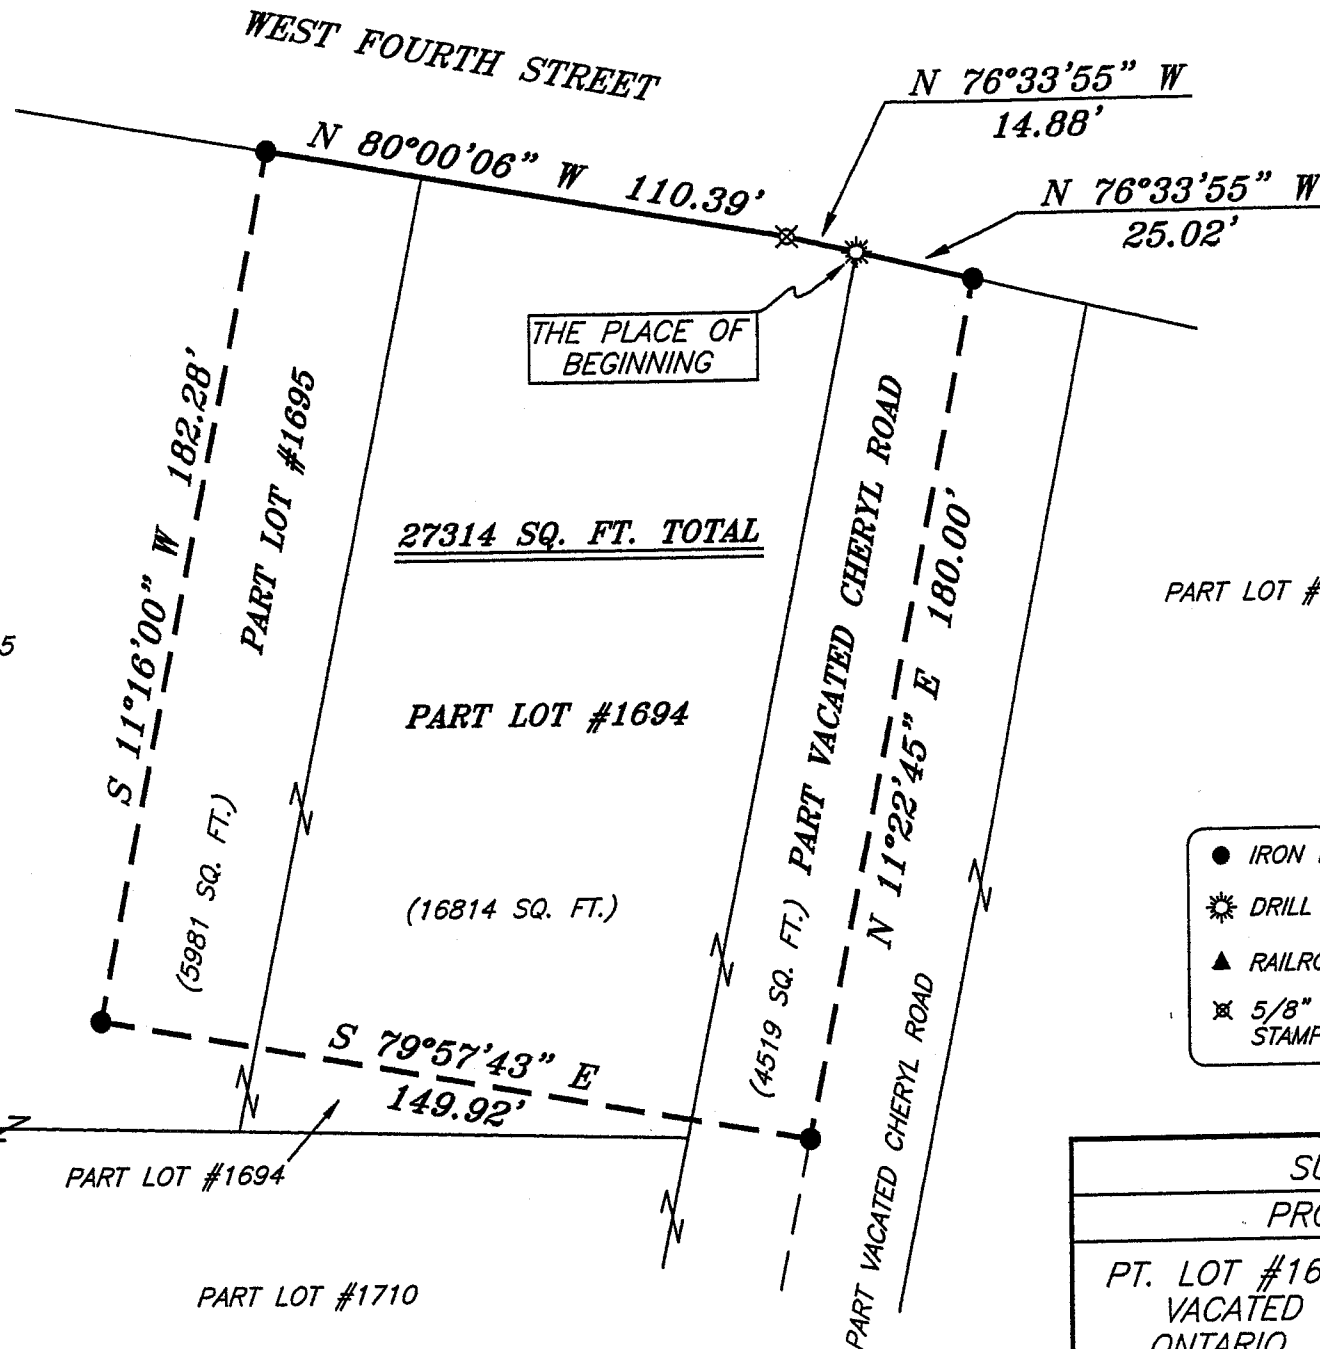 WEST FOURTH STREET
N 76°33'55" W
14.88'
N 80°00'06" W 110.39'
N 76°33'55" W
25.02'
THE PLACE OF
BEGINNING
S 11°16'00" W 182.28'
PART LOT #1695
27314 SQ. FT. TOTAL
PART VACATED CHERYL ROAD
N 11°22'45" E 180.00'
PART LOT #
5
PART LOT #1694
(5981 SQ. FT.)
(16814 SQ. FT.)
(4519 SQ. FT.)
IRON
DRILL
RAILRO
5/8"
STAMP
S 79°57'43" E
149.92'
PART VACATED CHERYL ROAD
PART LOT #1694
PART LOT #1710
SU
PRO
PT. LOT #16
VACATED
ONTARIO